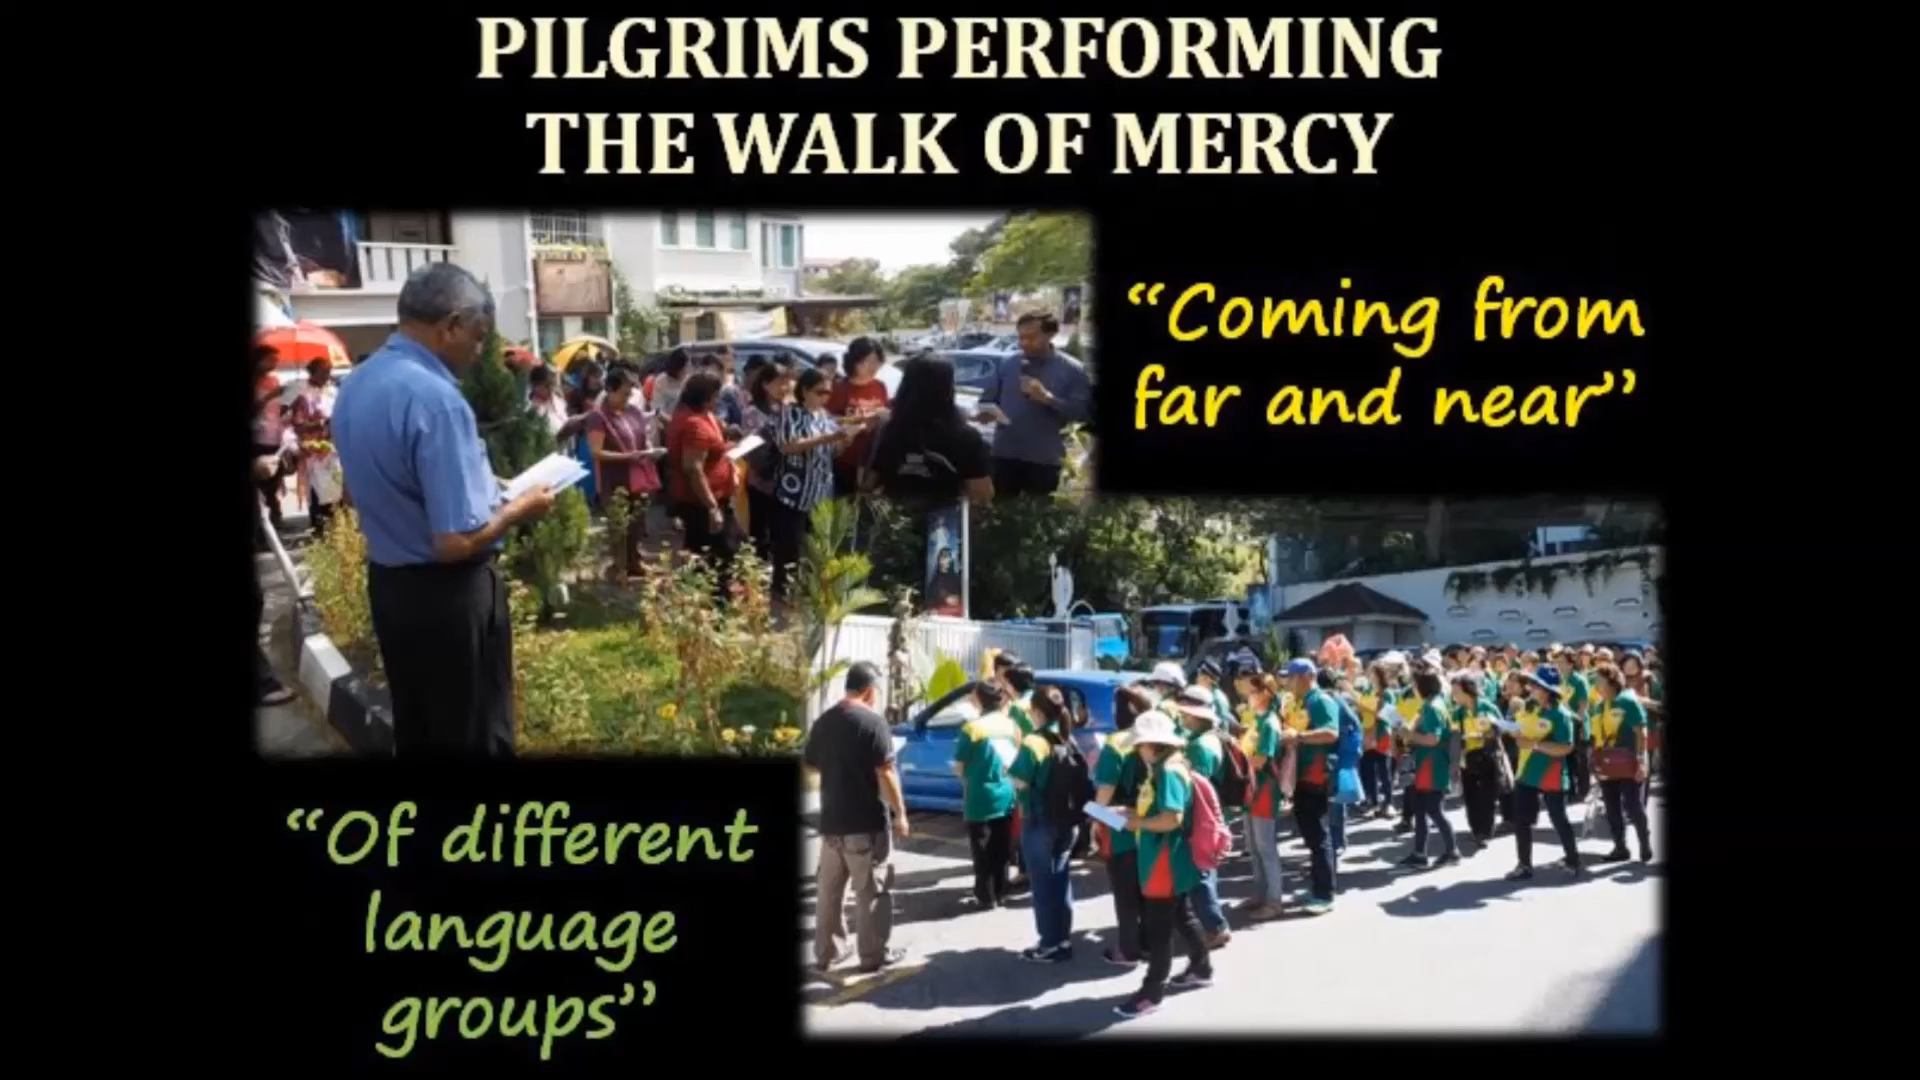 PILGRIMS PERFORMING
THE WALK OF MERCY
“Coming from
far and near”
“Of different
language
groups”